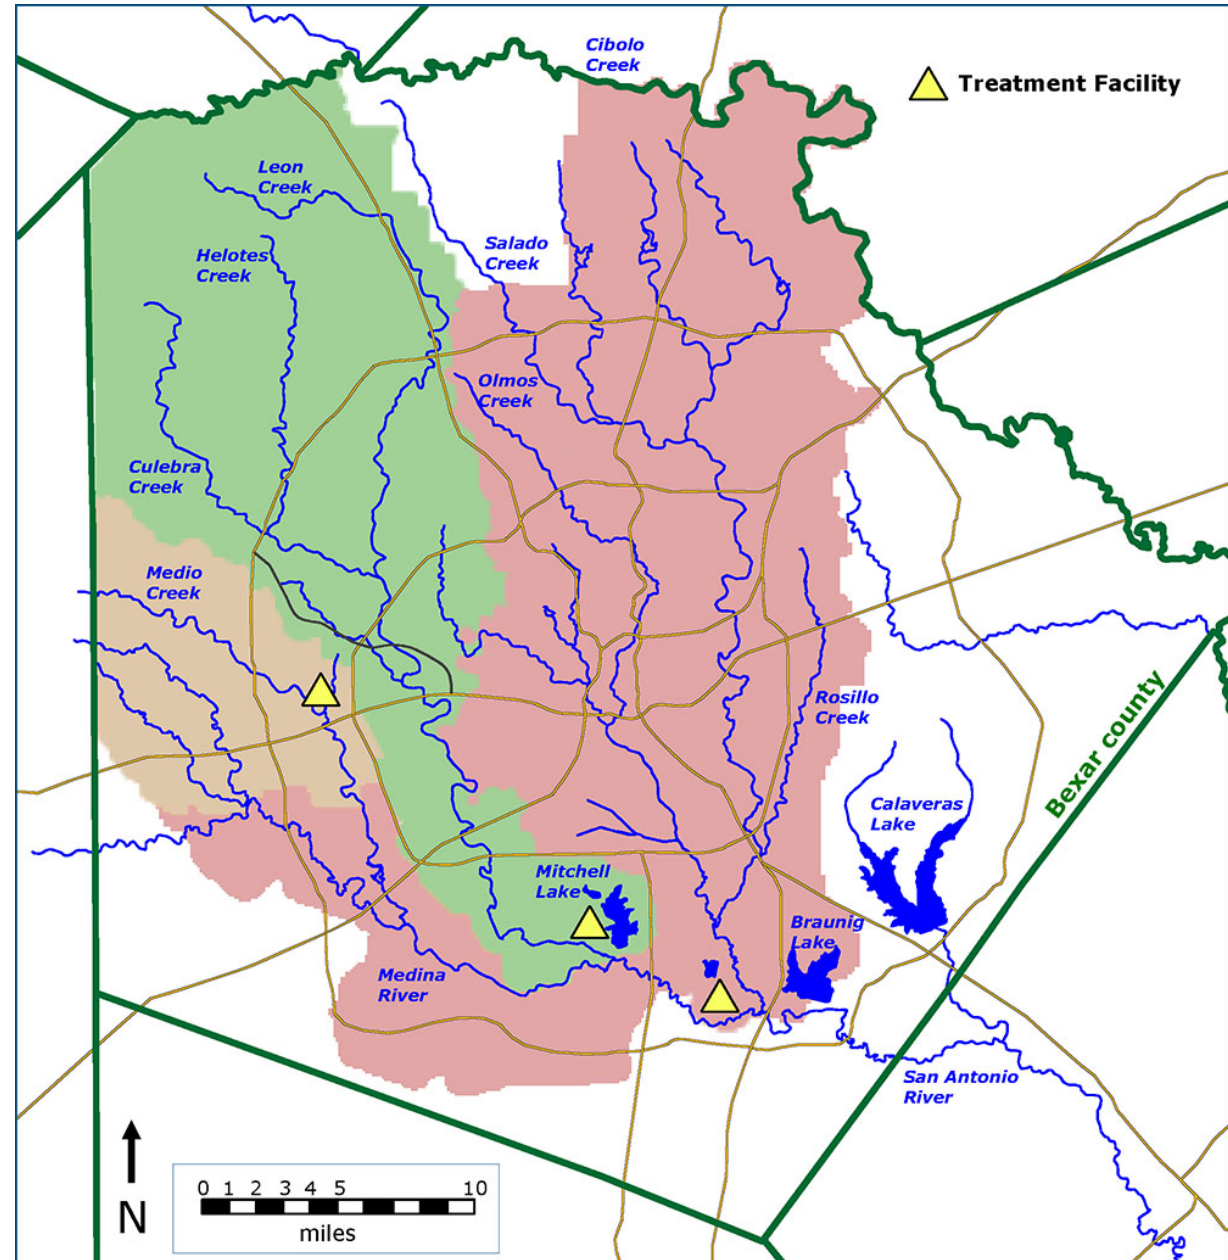 Cibolo
Creek
Treatment Facility
Leon
Creek
Helotes
Creek
Salado
Creek
Olmos
Creek
Culebra
Creek
Medio
Creek
Rosillo
Creek
Bexar county
Calaveras
Lake
Mitchell
Lake
Braunig
Lake
Medina
River
San Antonio
River
N
0 1 2 3 4 5 10
miles